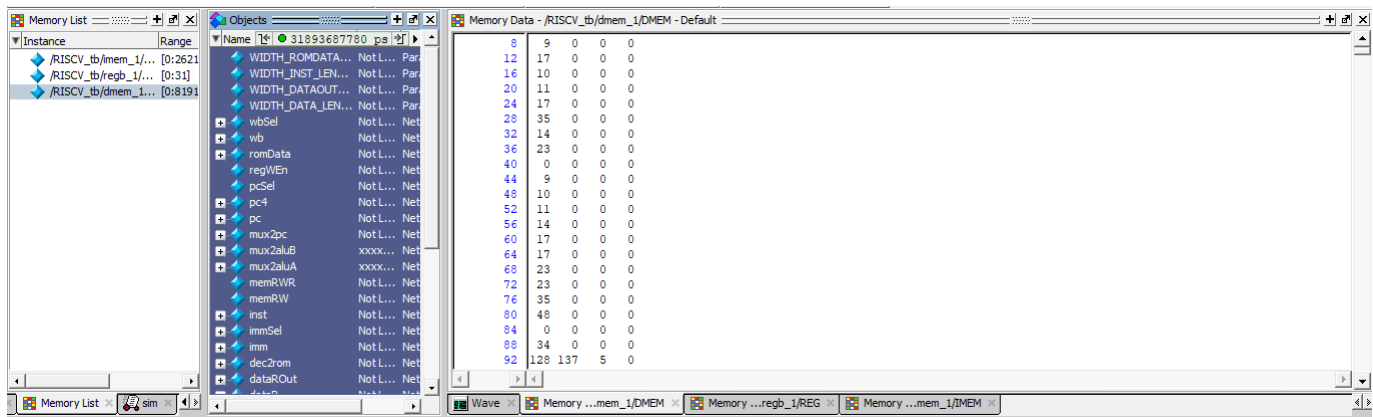 Memory List
Instance Range
/RISCV_tb/imem_1/... [0:2621
/RISCV_tb/regb_1/... [0:31]
/RISCV_tb/dmem_1... [0:8191
Memory List
sim
Objects
Name 31893687780 ps
WIDTH_ROMDATA... Not L... Para
WIDTH_INST_LEN... Not L... Para
WIDTH_DATAOUT... Not L... Para
WIDTH_DATA_LEN... Not L... Para
wbSel Not L... Net
wb Not L... Net
romData Not L... Net
regWEn Not L... Net
pcSel Not L... Net
pc4 Not L... Net
pc Not L... Net
mux2pc Not L... Net
mux2aluB xxxx... Net
mux2aluA xxxx... Net
memRWR Not L... Net
memRW Not L... Net
inst Not L... Net
immSel Not L... Net
imm Not L... Net
dec2rom Not L... Net
dataROut Not L... Net
Memory Data - /RISCV_tb/dmem_1/DMEM - Default
8 9 0 0 0
12 17 0 0 0
16 10 0 0 0
20 11 0 0 0
24 17 0 0 0
28 35 0 0 0
32 14 0 0 0
36 23 0 0 0
40 0 0 0 0
44 9 0 0 0
48 10 0 0 0
52 11 0 0 0
56 14 0 0 0
60 17 0 0 0
64 17 0 0 0
68 23 0 0 0
72 23 0 0 0
76 35 0 0 0
80 48 0 0 0
84 0 0 0 0
88 34 0 0 0
92 128 137 5 0
Wave
Memory ...mem_1/DMEM
Memory ...regb_1/REG
Memory ...mem_1/IMEM